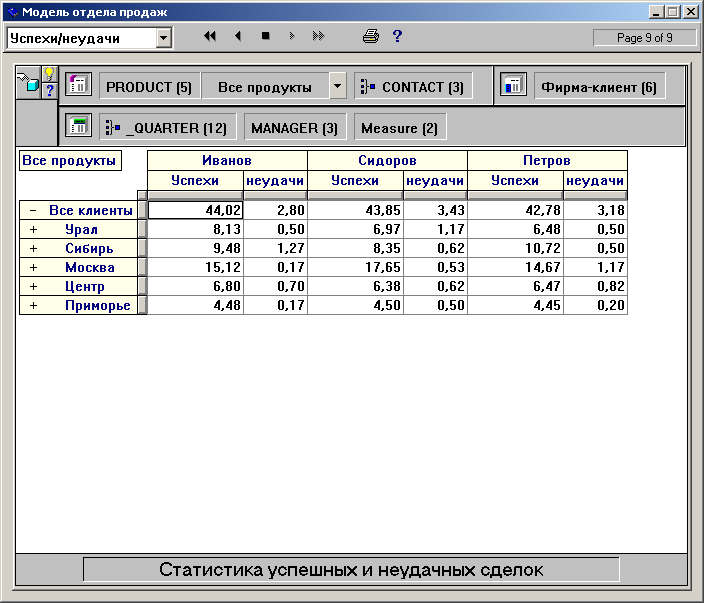 Модель отдела продаж
Успехи/неудачи ? Page 9 of 9
? PRODUCT (5) Все продукты CONTACT (3) Фирма-клиент (6)
_QUARTER (12) MANAGER (3) Measure (2)
Все продукты Иванов Сидоров Петров
Успехи неудачи Успехи неудачи Успехи неудачи
− Все клиенты 44,02 2,80 43,85 3,43 42,78 3,18
+ Урал 8,13 0,50 6,97 1,17 6,48 0,50
+ Сибирь 9,48 1,27 8,35 0,62 10,72 0,50
+ Москва 15,12 0,17 17,65 0,53 14,67 1,17
+ Центр 6,80 0,70 6,38 0,62 6,47 0,82
+ Приморье 4,48 0,17 4,50 0,50 4,45 0,20
Статистика успешных и неудачных сделок